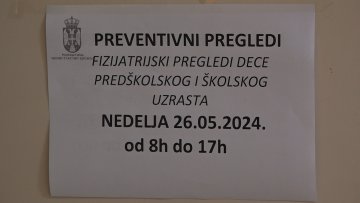 PREVENTIVNI PREGLEDI
FIZIJATRIJSKI PREGLEDI DECE
PREDŠKOLSKOG I ŠKOLSKOG
UZRASTA
NEDELJA 26.05.2024.
od 8h do 17h